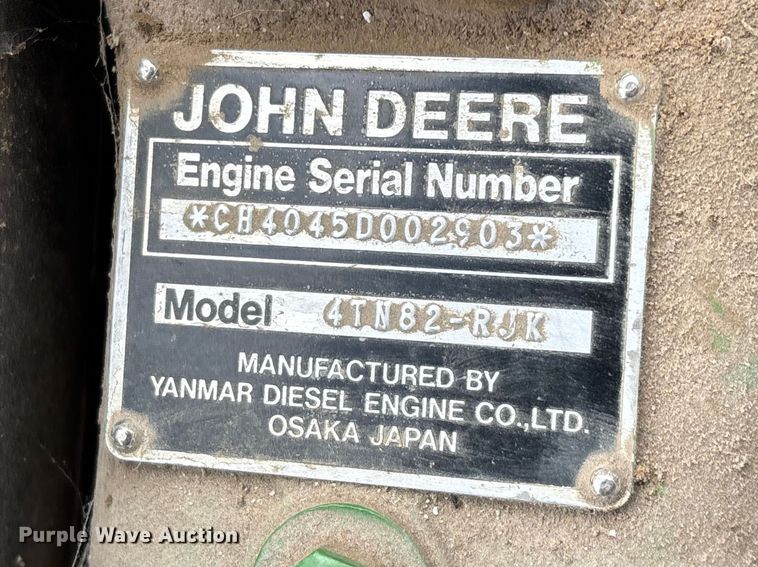 JOHN DEERE
Engine Serial Number
*CH4045D002903*
Model 4TN82-RJK
MANUFACTURED BY
YANMAR DIESEL ENGINE CO.,LTD.
OSAKA JAPAN
Purple Wave Auction